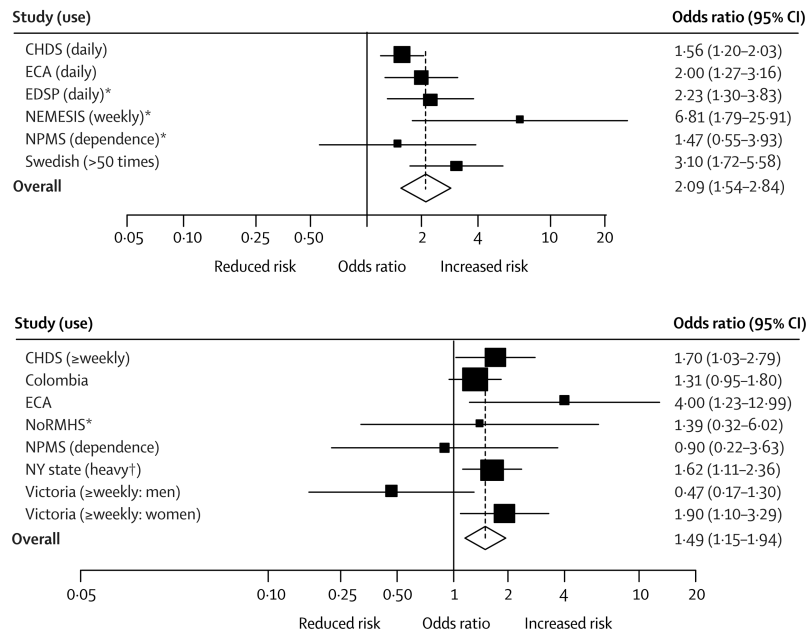 Study (use) Odds ratio (95% CI)
CHDS (daily) 1·56 (1·20–2·03)
ECA (daily) 2·00 (1·27–3·16)
EDSP (daily)* 2·23 (1·30–3·83)
NEMESIS (weekly)* 6·81 (1·79–25·91)
NPMS (dependence)* 1·47 (0·55–3·93)
Swedish (>50 times) 3·10 (1·72–5·58)
Overall 2·09 (1·54–2·84)
0·05 0·10 0·25 0·50 2 4 10 20
Reduced risk Odds ratio Increased risk
Study (use) Odds ratio (95% CI)
CHDS (≥weekly) 1·70 (1·03–2·79)
Colombia 1·31 (0·95–1·80)
ECA 4·00 (1·23–12·99)
NoRMHS* 1·39 (0·32–6·02)
NPMS (dependence) 0·90 (0·22–3·63)
NY state (heavy†) 1·62 (1·11–2·36)
Victoria (≥weekly: men) 0·47 (0·17–1·30)
Victoria (≥weekly: women) 1·90 (1·10–3·29)
Overall 1·49 (1·15–1·94)
0·05 0·10 0·25 0·50 1 2 4 10 20
Reduced risk Odds ratio Increased risk